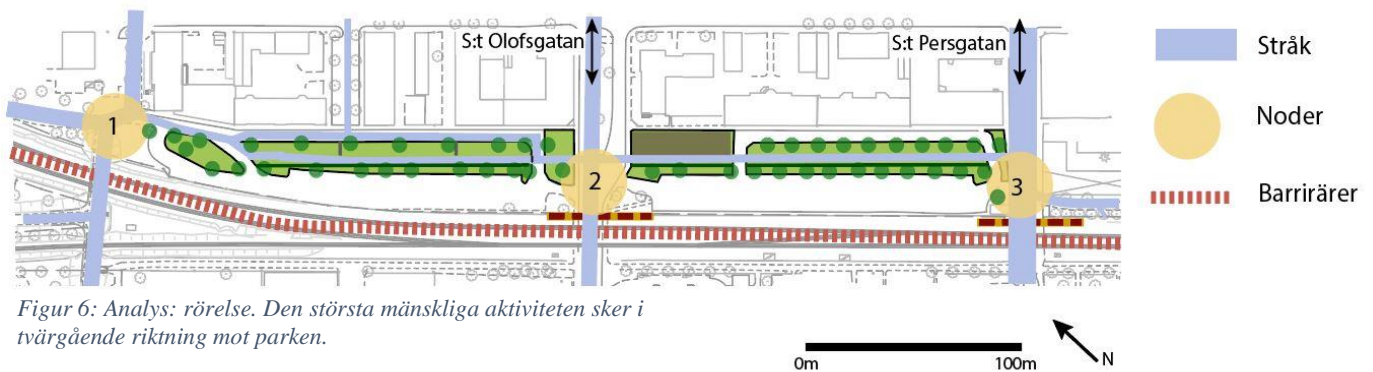 S:t Olofsgatan
S:t Persgatan
Stråk
1
Noder
2
3
Barrirärer
Figur 6: Analys: rörelse. Den största mänskliga aktiviteten sker i
tvärgående riktning mot parken.
0m
100m
N